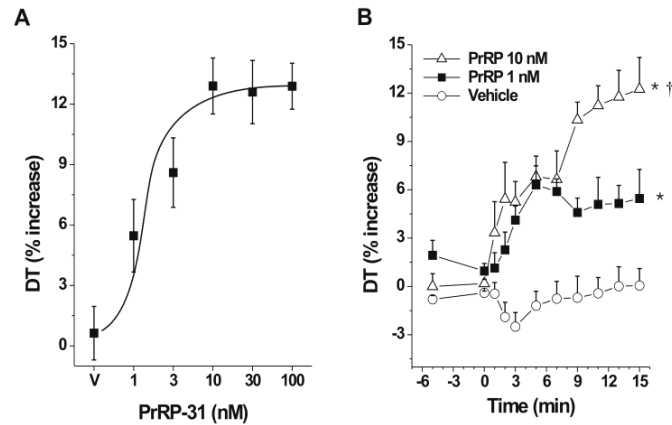 A
B
15
12
9
6
3
0
DT (% increase)
V 1 3 10 30 100
PrRP-31 (nM)
15
12
9
6
3
0
-3
DT (% increase)
PrRP 10 nM
PrRP 1 nM
Vehicle
* †
*
-6 -3 0 3 6 9 12 15
Time (min)